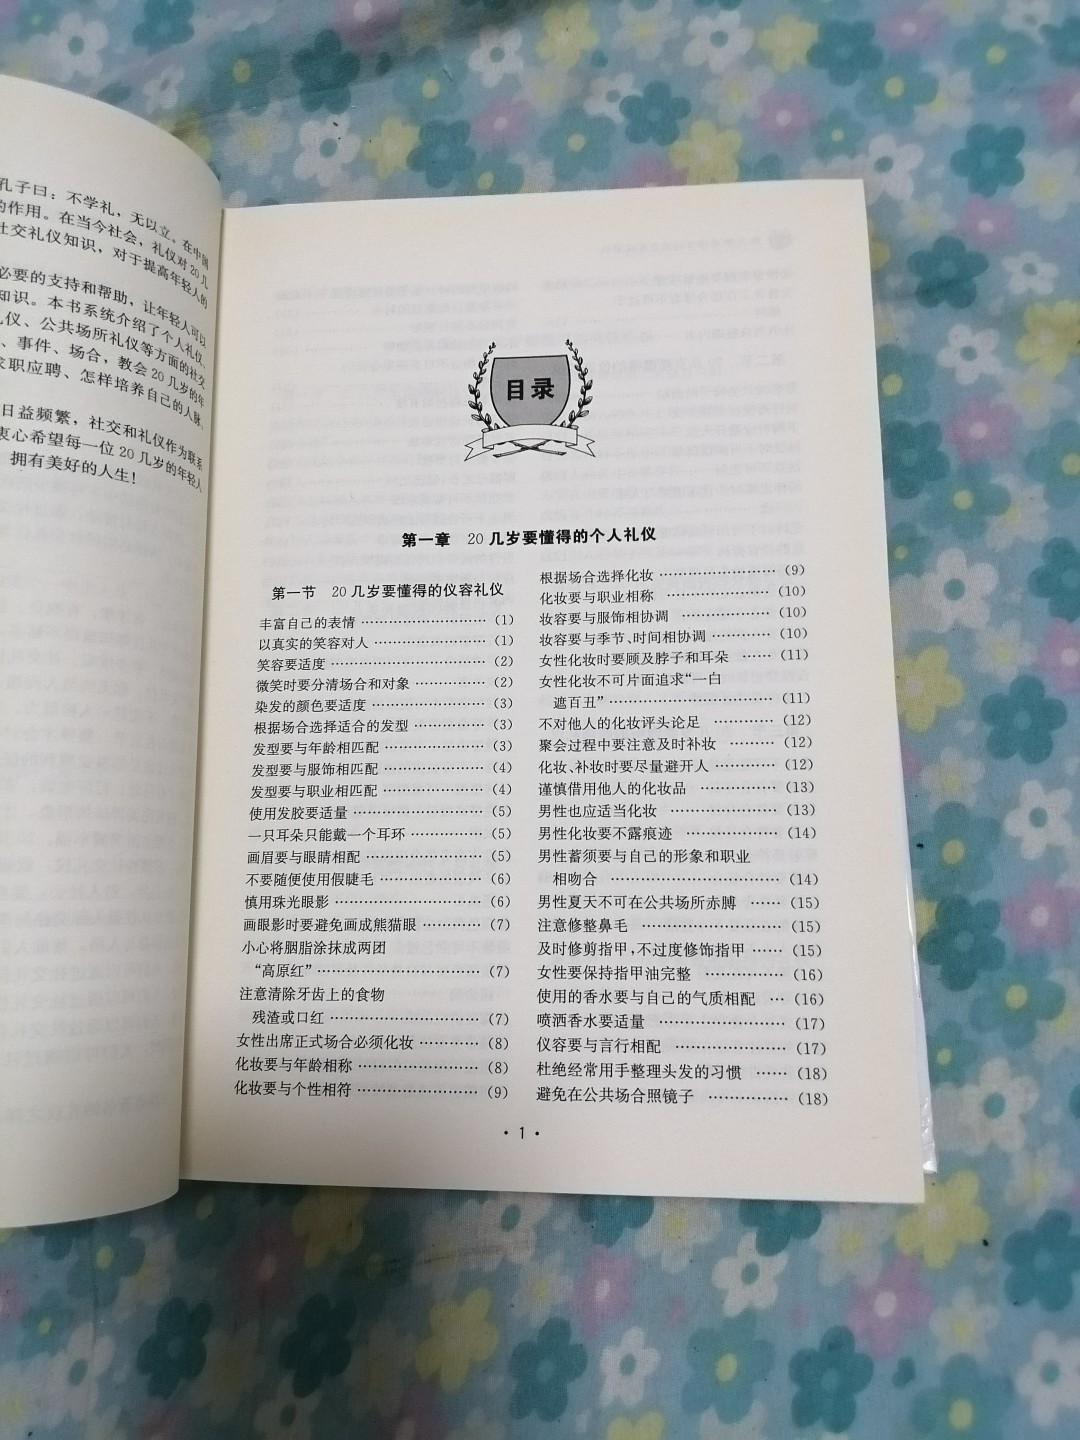 孔子曰：不学礼，无以立。在中国
的作用。在当今社会，礼仪对20几
社交礼仪知识，对于提高年轻人的
必要的支持和帮助，让年轻人可以
知识。本书系统介绍了个人礼仪、
礼仪、公共场所礼仪等方面的社交
、事件、场合，教会20几岁的年
求职应聘、怎样培养自己的人脉、
日益频繁，社交和礼仪作为联系
衷心希望每一位20几岁的年轻人
拥有美好的人生！
目录
第一章 20几岁要懂得的个人礼仪
第一节 20几岁要懂得的仪容礼仪
丰富自己的表情 ……………………… (1)
以真实的笑容对人 …………………… (1)
笑容要适度 …………………………… (2)
微笑时要分清场合和对象 …………… (2)
染发的颜色要适度 …………………… (3)
根据场合选择适合的发型 …………… (3)
发型要与年龄相匹配 ………………… (3)
发型要与服饰相匹配 ………………… (4)
发型要与职业相匹配 ………………… (4)
使用发胶要适量 ……………………… (5)
一只耳朵只能戴一个耳环 …………… (5)
画眉要与眼睛相配 …………………… (5)
不要随便使用假睫毛 ………………… (6)
慎用珠光眼影 ………………………… (6)
画眼影时要避免画成熊猫眼 ………… (7)
小心将胭脂涂抹成两团
“高原红” …………………………… (7)
注意清除牙齿上的食物
残渣或口红 …………………………… (7)
女性出席正式场合必须化妆 ………… (8)
化妆要与年龄相称 …………………… (8)
化妆要与个性相符 …………………… (9)
根据场合选择化妆 …………………… (9)
化妆要与职业相称 ………………… (10)
妆容要与服饰相协调 ……………… (10)
妆容要与季节、时间相协调 ……… (10)
女性化妆时要顾及脖子和耳朵 …… (11)
女性化妆不可片面追求“一白
遮百丑” …………………………… (11)
不对他人的化妆评头论足 ………… (12)
聚会过程中要注意及时补妆 ……… (12)
化妆、补妆时要尽量避开人 ……… (12)
谨慎借用他人的化妆品 …………… (13)
男性也应适当化妆 ………………… (13)
男性化妆要不露痕迹 ……………… (14)
男性蓄须要与自己的形象和职业
相吻合 ……………………………… (14)
男性夏天不可在公共场所赤膊 …… (15)
注意修整鼻毛 ……………………… (15)
及时修剪指甲，不过度修饰指甲 …… (15)
女性要保持指甲油完整 …………… (16)
使用的香水要与自己的气质相配 … (16)
喷洒香水要适量 …………………… (17)
仪容要与言行相配 ………………… (17)
杜绝经常用手整理头发的习惯 …… (18)
避免在公共场合照镜子 …………… (18)
· 1 ·